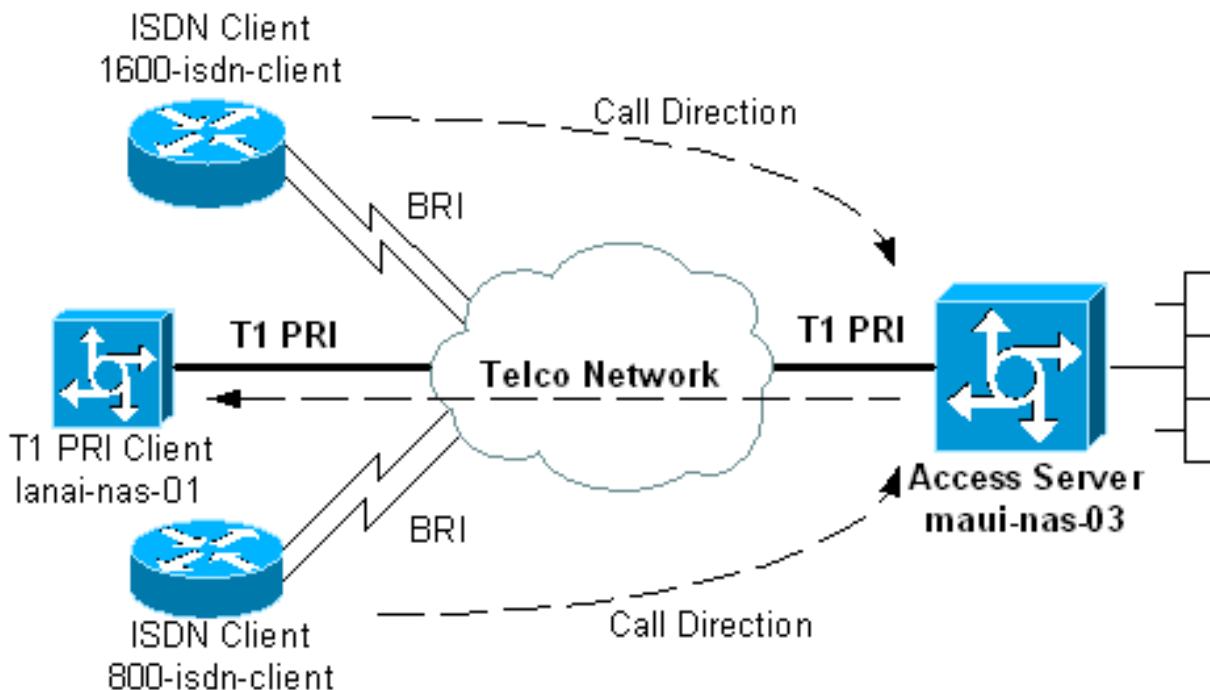 ISDN Client
1600-isdn-client
Call Direction
BRI
T1 PRI
T1 PRI
Telco Network
T1 PRI Client
lanai-nas-01
Access Server
maui-nas-03
BRI
Call Direction
ISDN Client
800-isdn-client